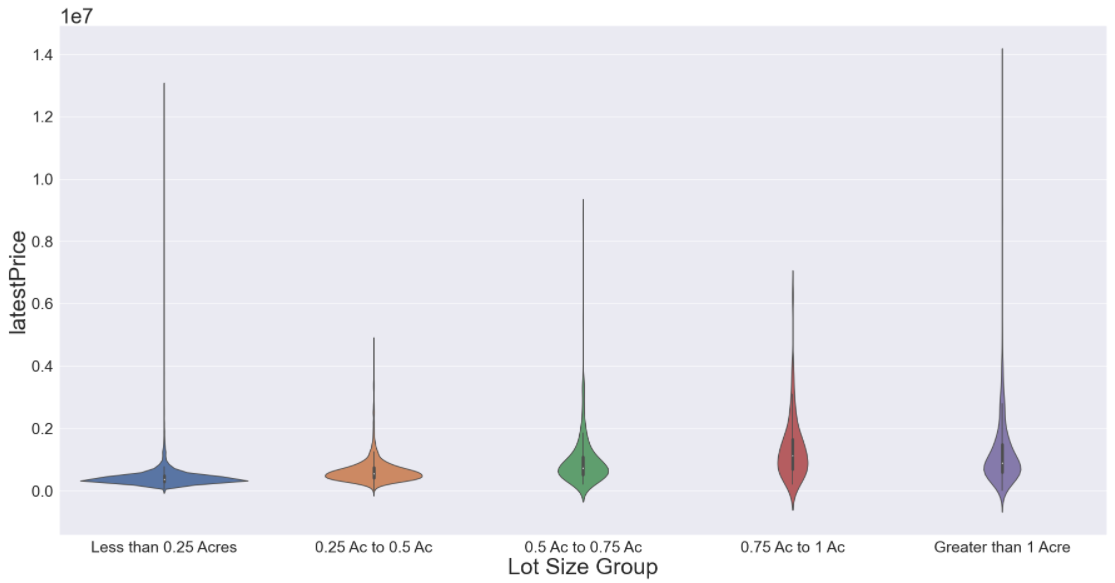 1e7
1.4
1.2
1.0
0.8
0.6
0.4
0.2
0.0
latestPrice
Less than 0.25 Acres
0.25 Ac to 0.5 Ac
0.5 Ac to 0.75 Ac
0.75 Ac to 1 Ac
Greater than 1 Acre
Lot Size Group